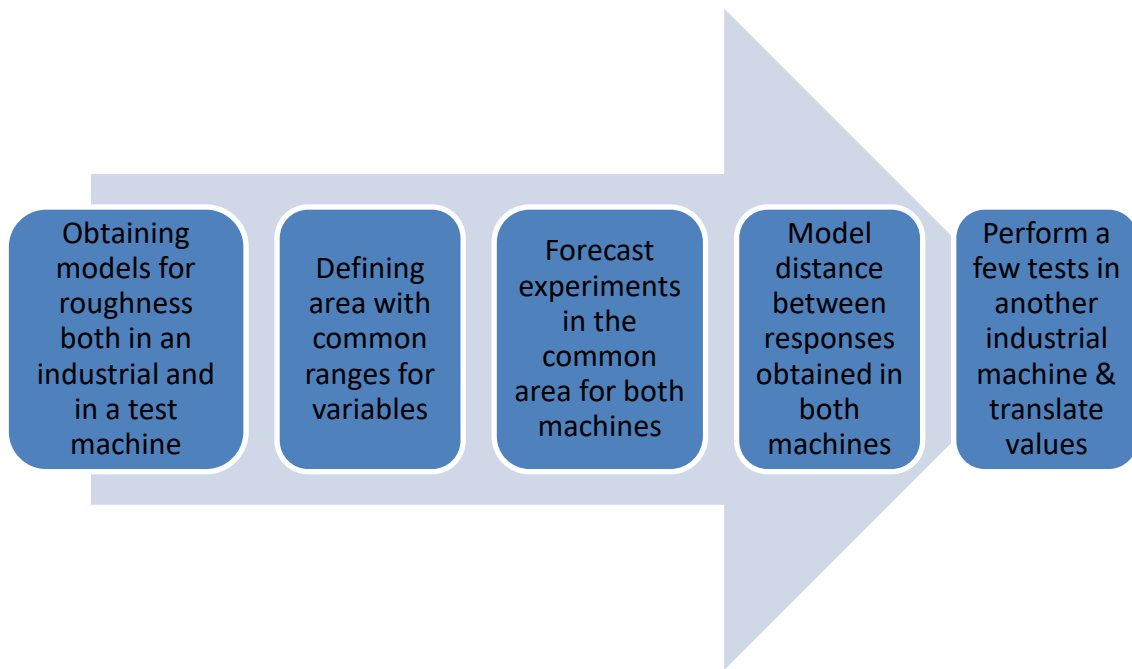 Obtaining
models for
roughness
both in an
industrial and
in a test
machine
Defining
area with
common
ranges for
variables
Forecast
experiments
in the
common
area for both
machines
Model
distance
between
responses
obtained in
both
machines
Perform a
few tests in
another
industrial
machine &
translate
values